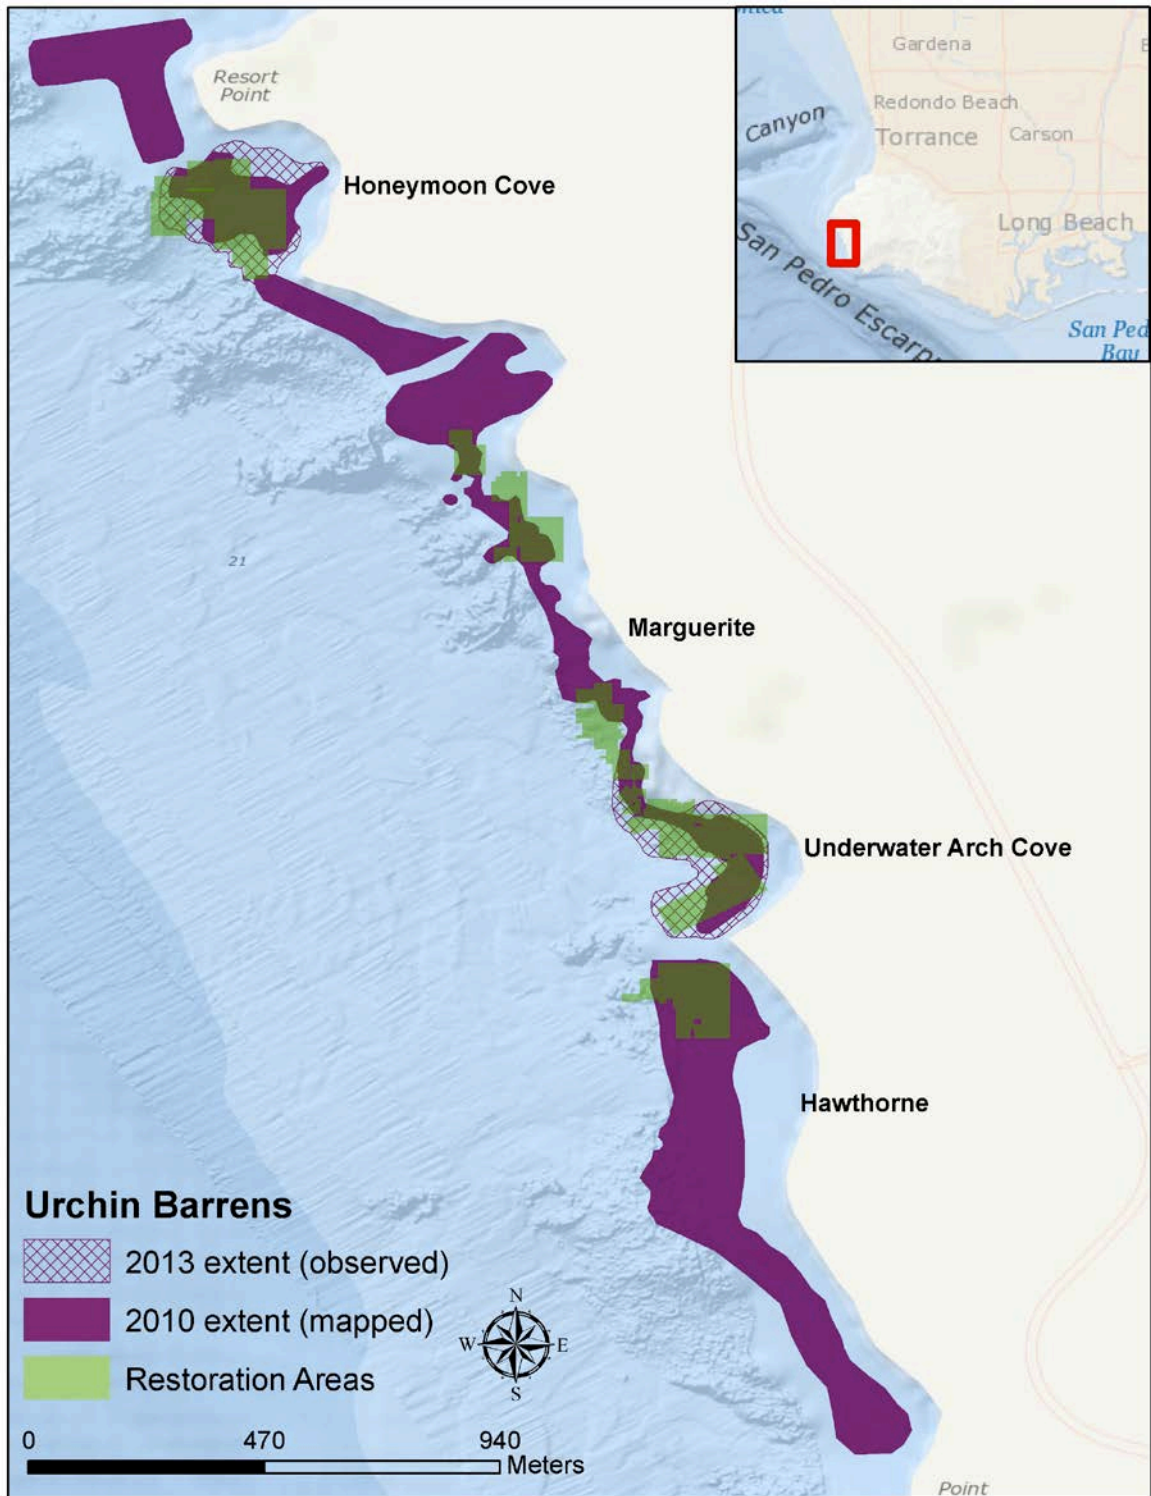 Resort
Point
Honeymoon Cove
21
Marguerite
Underwater Arch Cove
Hawthorne
Point
Gardena
Redondo Beach
Canyon
Torrance
Carson
Long Beach
San Pedro Escarp
San Ped
Bay
Urchin Barrens
2013 extent (observed)
2010 extent (mapped)
Restoration Areas
N
W
E
S
0
470
940
Meters